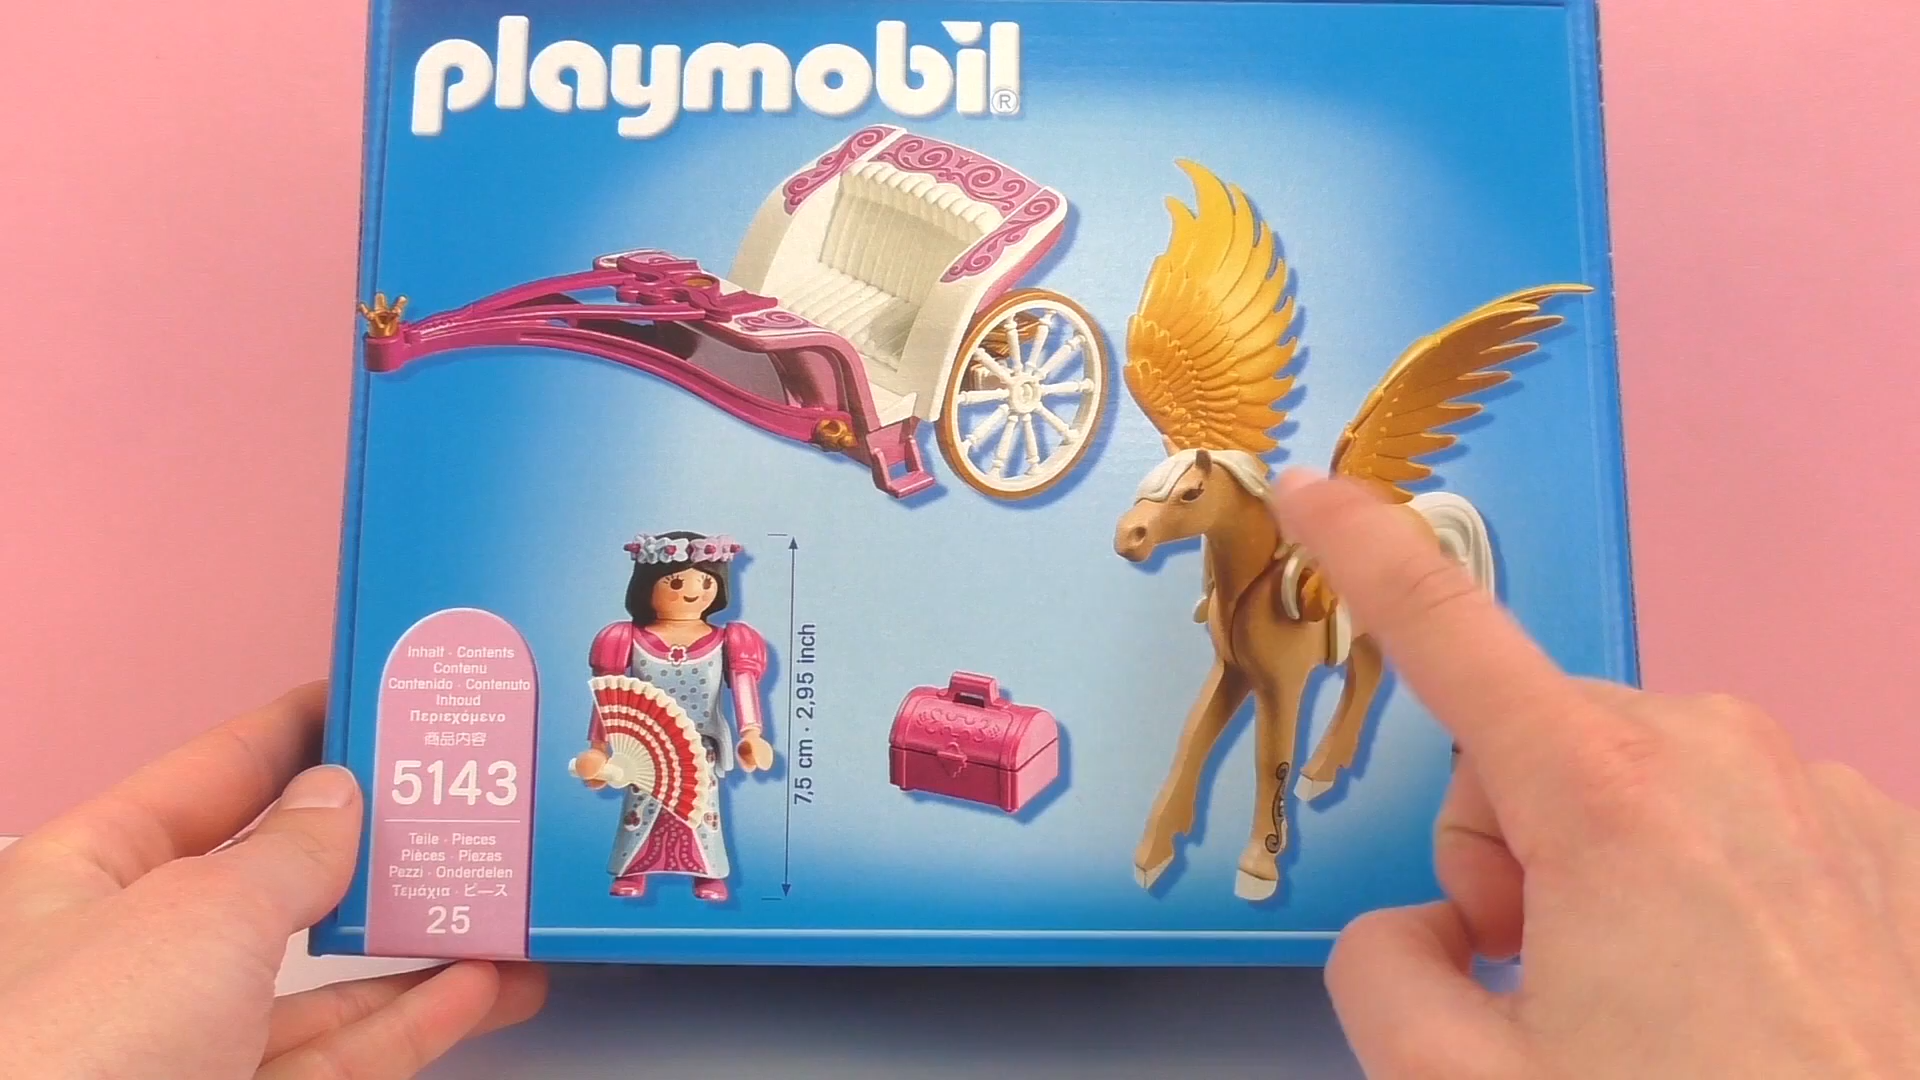 playmobil®
7,5 cm · 2,95 inch
Inhalt · Contents
Contenu
Contenido · Contenuto
Inhoud
Περιεχόμενο
商品内容
5143
Teile · Pieces
Pièces · Piezas
Pezzi · Onderdelen
Τεμάχια · ピース
25